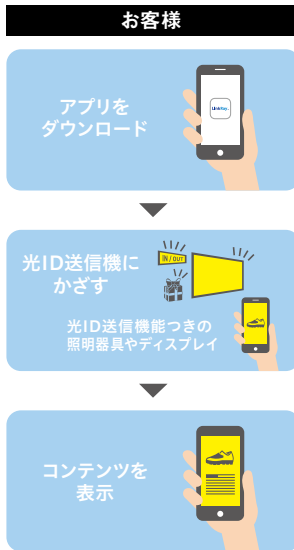 お客様
アプリを
ダウンロード
LinkRay
光ID送信機に
かざす
IN/OUT
光ID送信機能つきの
照明器具やディスプレイ
コンテンツを
表示